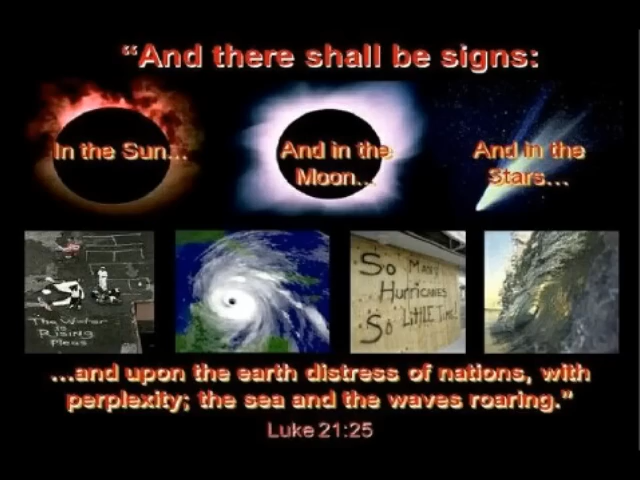 “And there shall be signs:
In the Sun...
And in the
Moon...
And in the
Stars...
The Water
is
Rising
Pleas
So Many
Hurricanes
So Little Time!
...and upon the earth distress of nations, with
perplexity; the sea and the waves roaring.”
Luke 21:25